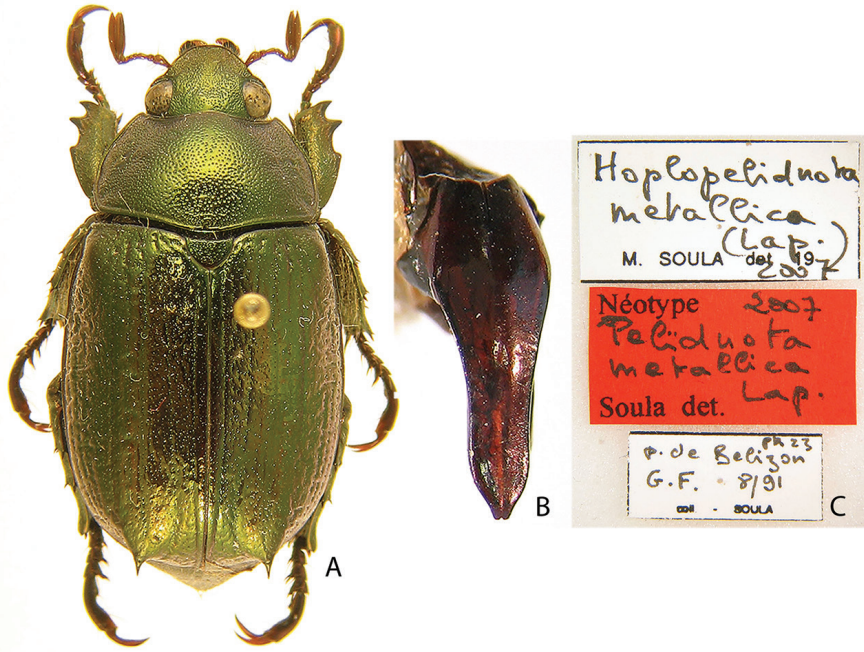 A
B
Hoplopelidnota
metallica
(Lap.)
M. SOULA det 19
2007
Néotype 2007
Pelidnota
metallica
Lap.
Soula det.
pk 23
p. de Belizon
G.F. 8/91
coll - SOULA
C